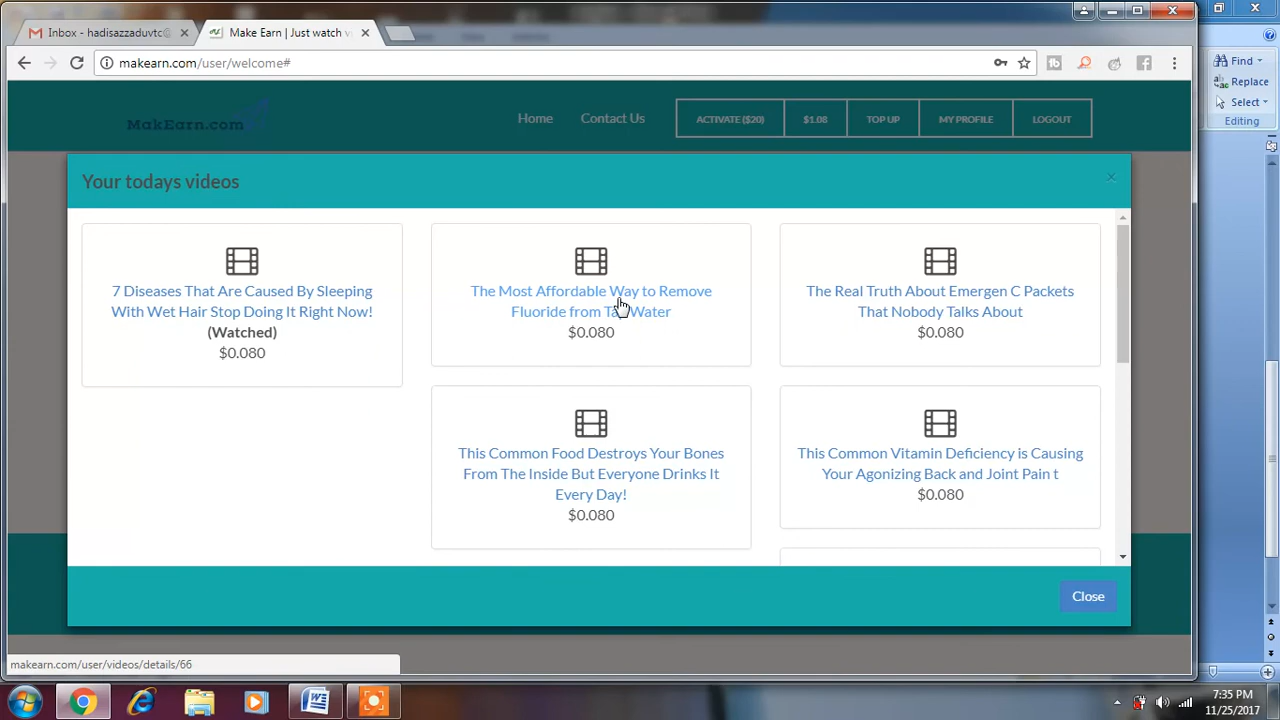 Inbox - hadisazzaduvtc@
Make Earn | Just watch v
makearn.com/user/welcome#
Find
Replace
Select
Editing
MakEarn.com
Home
Contact Us
ACTIVATE ($20)
$1.08
TOP UP
MY PROFILE
LOGOUT
Your todays videos
×
7 Diseases That Are Caused By Sleeping
With Wet Hair Stop Doing It Right Now!
(Watched)
$0.080
The Most Affordable Way to Remove
Fluoride from Water
$0.080
The Real Truth About Emergen C Packets
That Nobody Talks About
$0.080
This Common Food Destroys Your Bones
From The Inside But Everyone Drinks It
Every Day!
$0.080
This Common Vitamin Deficiency is Causing
Your Agonizing Back and Joint Pain t
$0.080
Close
makearn.com/user/videos/details/66
7:35 PM
11/25/2017